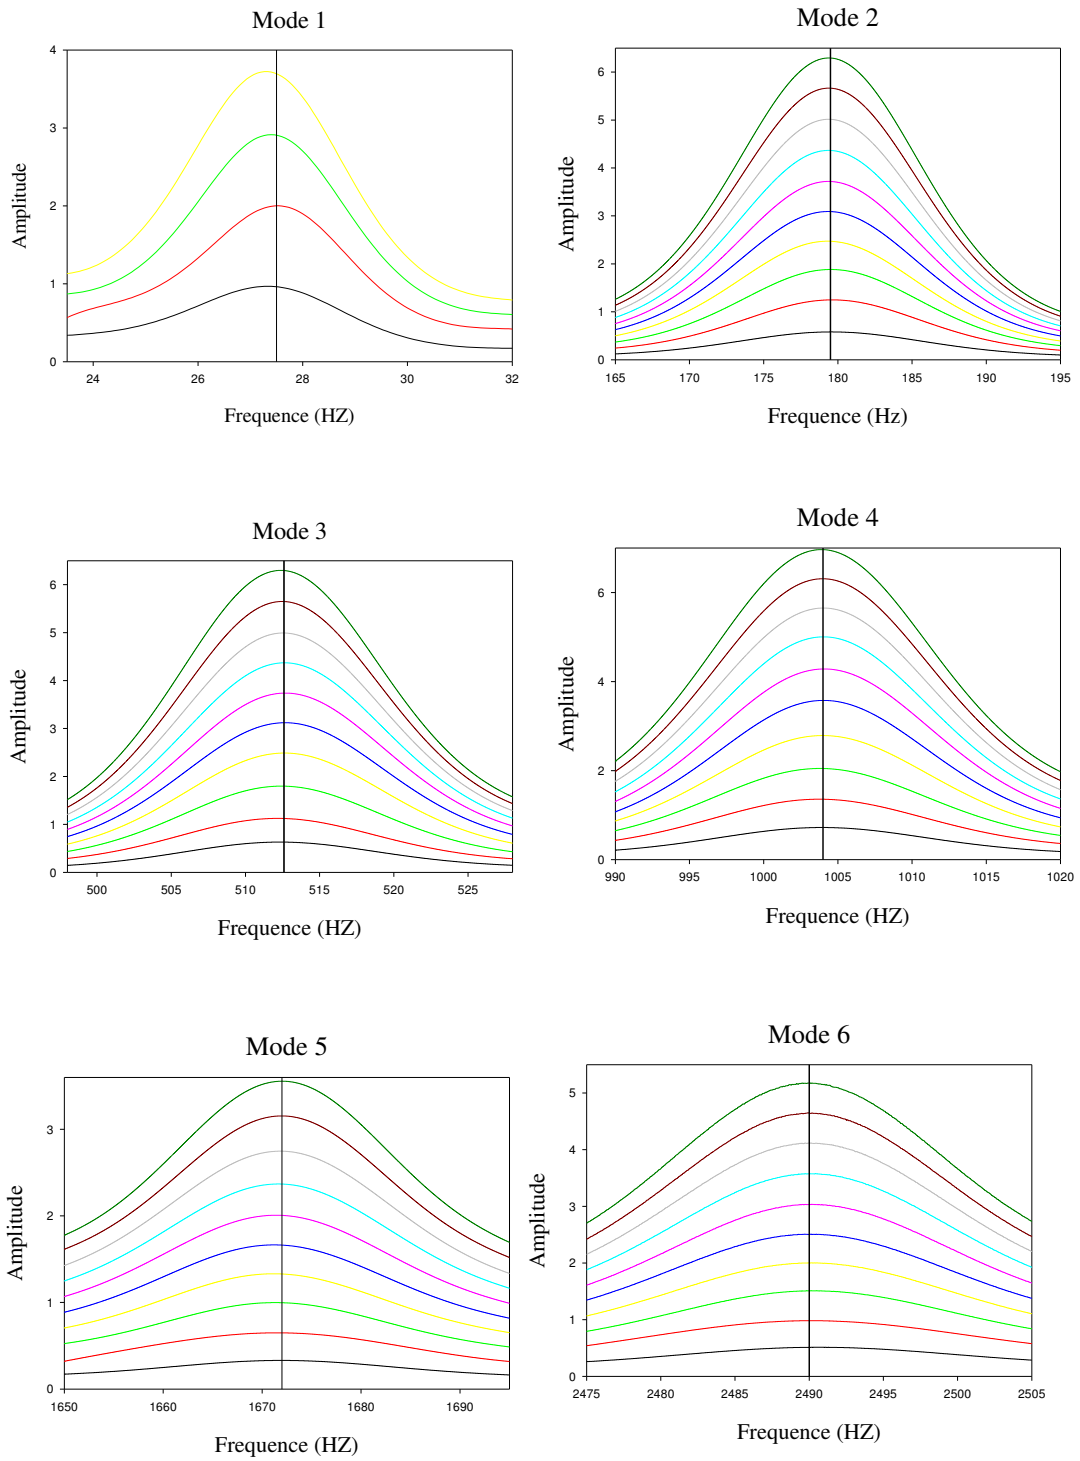 Mode 1
4
3
2
1
0
24 26 28 30 32
Amplitude
Frequence (HZ)
Mode 2
6
5
4
3
2
1
0
165 170 175 180 185 190 195
Amplitude
Frequence (Hz)
Mode 3
6
5
4
3
2
1
0
500 505 510 515 520 525
Amplitude
Frequence (HZ)
Mode 4
6
4
2
0
990 995 1000 1005 1010 1015 1020
Amplitude
Frequence (HZ)
Mode 5
3
2
1
0
1650 1660 1670 1680 1690
Amplitude
Frequence (HZ)
Mode 6
5
4
3
2
1
0
2475 2480 2485 2490 2495 2500 2505
Amplitude
Frequence (HZ)